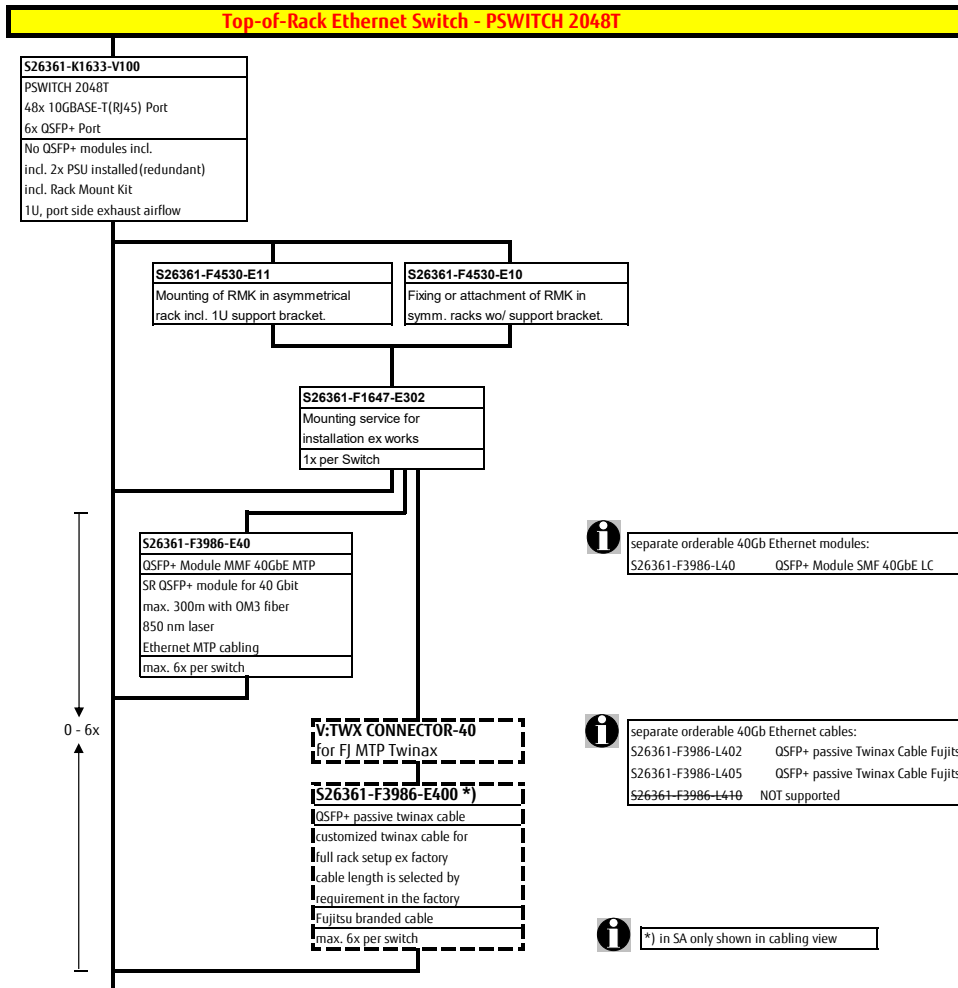 Top-of-Rack Ethernet Switch - PSWITCH 2048T
S26361-K1633-V100
PSWITCH 2048T
48x 10GBASE-T(RJ45) Port
6x QSFP+ Port
No QSFP+ modules incl.
incl. 2x PSU installed(redundant)
incl. Rack Mount Kit
1U, port side exhaust airflow
S26361-F4530-E11
Mounting of RMK in asymmetrical
rack incl. 1U support bracket.
S26361-F4530-E10
Fixing or attachment of RMK in
symm. racks wo/ support bracket.
S26361-F1647-E302
Mounting service for
installation ex works
1x per Switch
S26361-F3986-E40
QSFP+ Module MMF 40GbE MTP
SR QSFP+ module for 40 Gbit
max. 300m with OM3 fiber
850 nm laser
Ethernet MTP cabling
max. 6x per switch
separate orderable 40Gb Ethernet modules:
S26361-F3986-L40 QSFP+ Module SMF 40GbE LC
0 - 6x
V:TWX CONNECTOR-40
for FJ MTP Twinax
S26361-F3986-E400 *)
QSFP+ passive twinax cable
customized twinax cable for
full rack setup ex factory
cable length is selected by
requirement in the factory
Fujitsu branded cable
max. 6x per switch
separate orderable 40Gb Ethernet cables:
S26361-F3986-L402 QSFP+ passive Twinax Cable Fujits
S26361-F3986-L405 QSFP+ passive Twinax Cable Fujits
S26361-F3986-L410 NOT supported
*) in SA only shown in cabling view